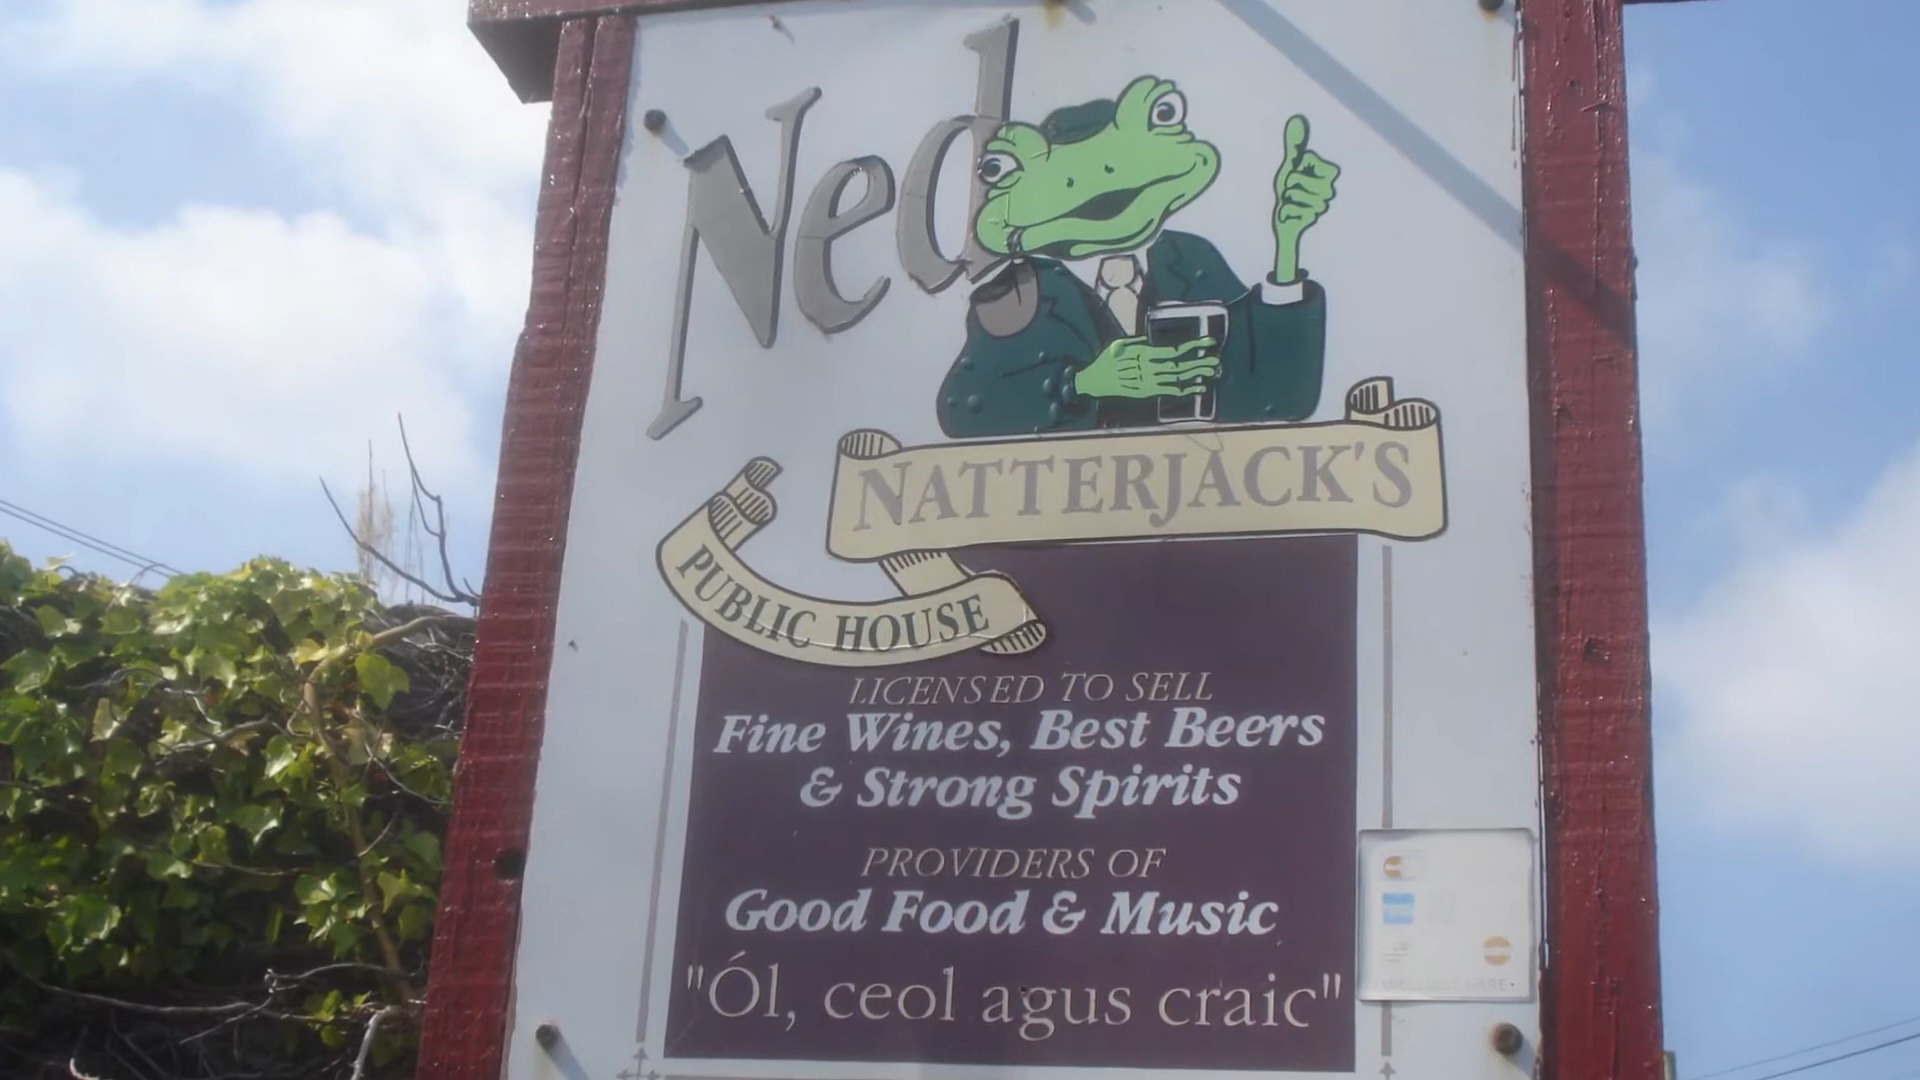 Ned
NATTERJACK'S
PUBLIC HOUSE
LICENSED TO SELL
Fine Wines, Best Beers
& Strong Spirits
PROVIDERS OF
Good Food & Music
"Ól, ceol agus craic"